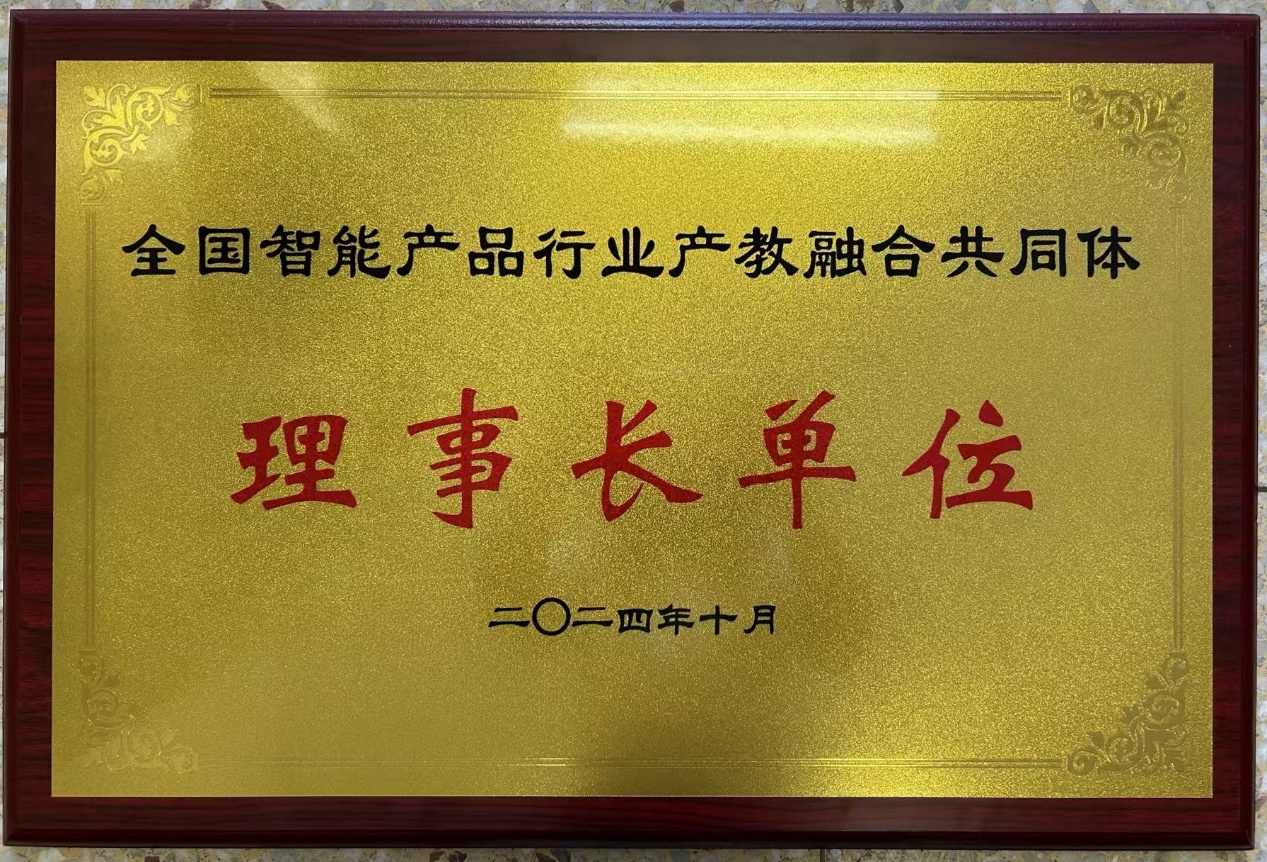 全国智能产品行业产教融合共同体
理事长单位
二〇二四年十月